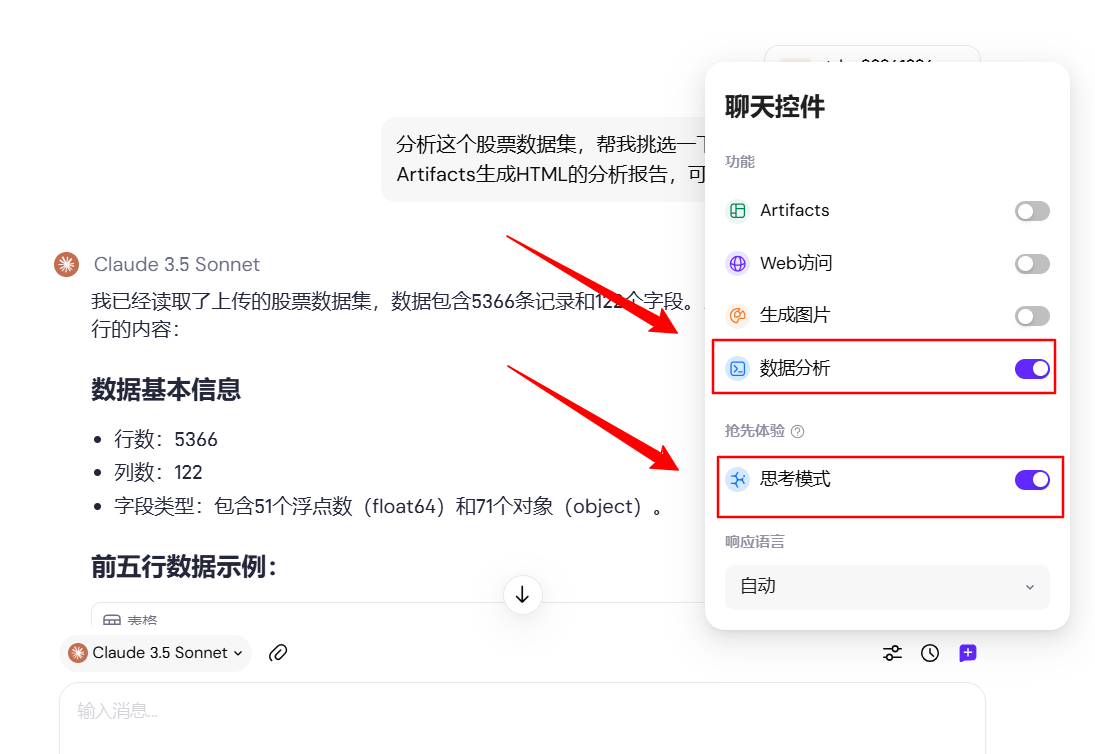 聊天控件
功能
Artifacts
Web访问
生成图片
数据分析
抢先体验
思考模式
响应语言
自动
分析这个股票数据集，帮我挑选一
Artifacts生成HTML的分析报告，可
Claude 3.5 Sonnet
我已经读取了上传的股票数据集，数据包含5366条记录和122个字段。
行的内容：
数据基本信息
行数：5366
列数：122
字段类型：包含51个浮点数（float64）和71个对象（object）。
前五行数据示例：
表格
Claude 3.5 Sonnet
输入消息...